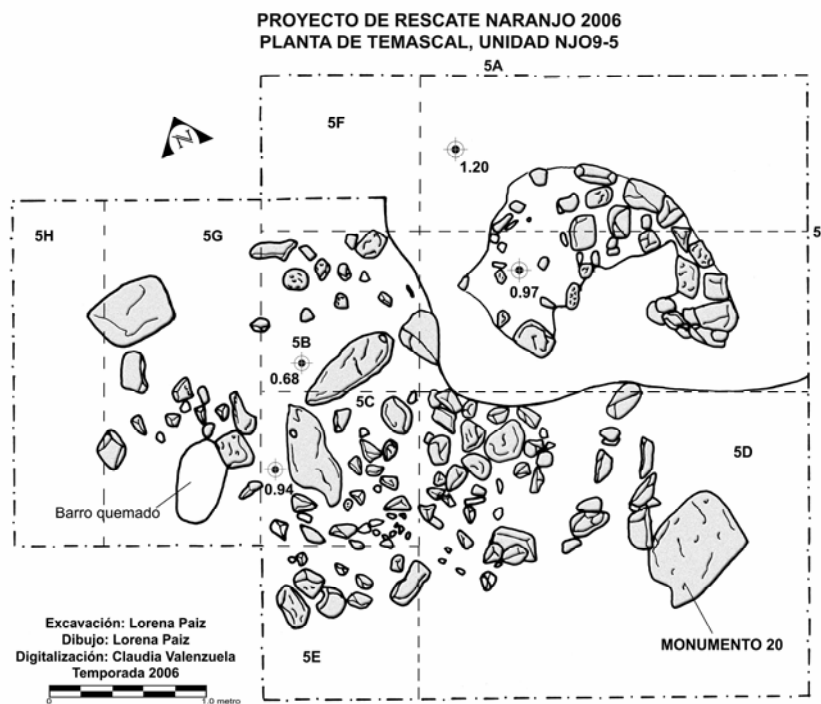 PROYECTO DE RESCATE NARANJO 2006
PLANTA DE TEMASCAL, UNIDAD NJO9-5
5A
5F
N
1.20
5H
5G
5
0.97
5B
0.68
5C
5D
0.94
Barro quemado
MONUMENTO 20
5E
Excavación: Lorena Paiz
Dibujo: Lorena Paiz
Digitalización: Claudia Valenzuela
Temporada 2006
0 1.0 metro